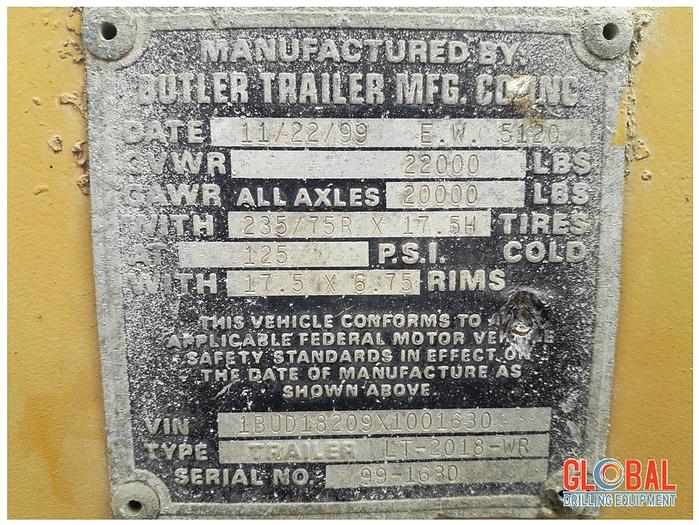 MANUFACTURED BY
BUTLER TRAILER MFG. CO. INC
DATE 11/22/99 E.W. 5120
GVWR 22000 LBS
GAWR ALL AXLES 20000 LBS
WITH 235/75R X 17.5H TIRES
AT 125 P.S.I. COLD
WITH 17.5 X 6.75 RIMS
THIS VEHICLE CONFORMS TO ALL
APPLICABLE FEDERAL MOTOR VEHICLE
SAFETY STANDARDS IN EFFECT ON
THE DATE OF MANUFACTURE AS
SHOWN ABOVE.
VIN 1BUD18209X1001630
TYPE TRAILER LT-2018-WR
SERIAL NO. 99-1630
GLOBAL
DRILLING EQUIPMENT